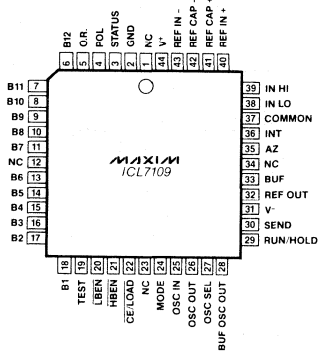 B12
O.R.
POL
STATUS
GND
NC
V+
REF IN -
REF CAP -
REF CAP +
REF IN +
6
5
4
3
2
1
44
43
42
41
40
B11 7
B10 8
B9 9
B8 10
B7 11
NC 12
B6 13
B5 14
B4 15
B3 16
B2 17
MAXIM
ICL7109
39 IN HI
38 IN LO
37 COMMON
36 INT
35 AZ
34 NC
33 BUF
32 REF OUT
31 V-
30 SEND
29 RUN/HOLD
18
19
20
21
22
23
24
25
26
27
28
B1
TEST
LBEN
HBEN
CE/LOAD
NC
MODE
OSC IN
OSC OUT
OSC SEL
BUF OSC OUT